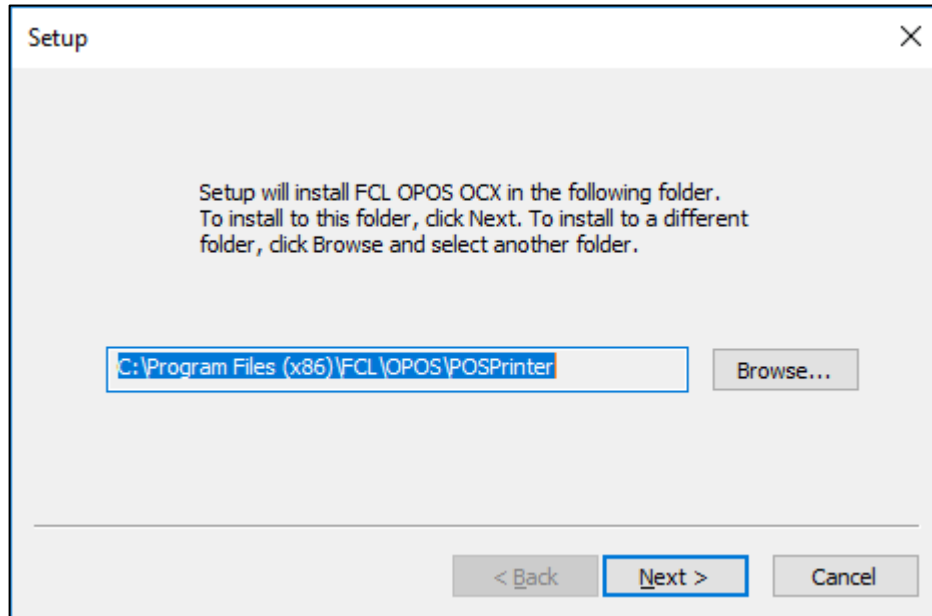 Setup
Setup will install FCL OPOS OCX in the following folder.
To install to this folder, click Next. To install to a different
folder, click Browse and select another folder.
C:\Program Files (x86)\FCL\OPOS\POSPrinter
Browse...
< Back
Next >
Cancel